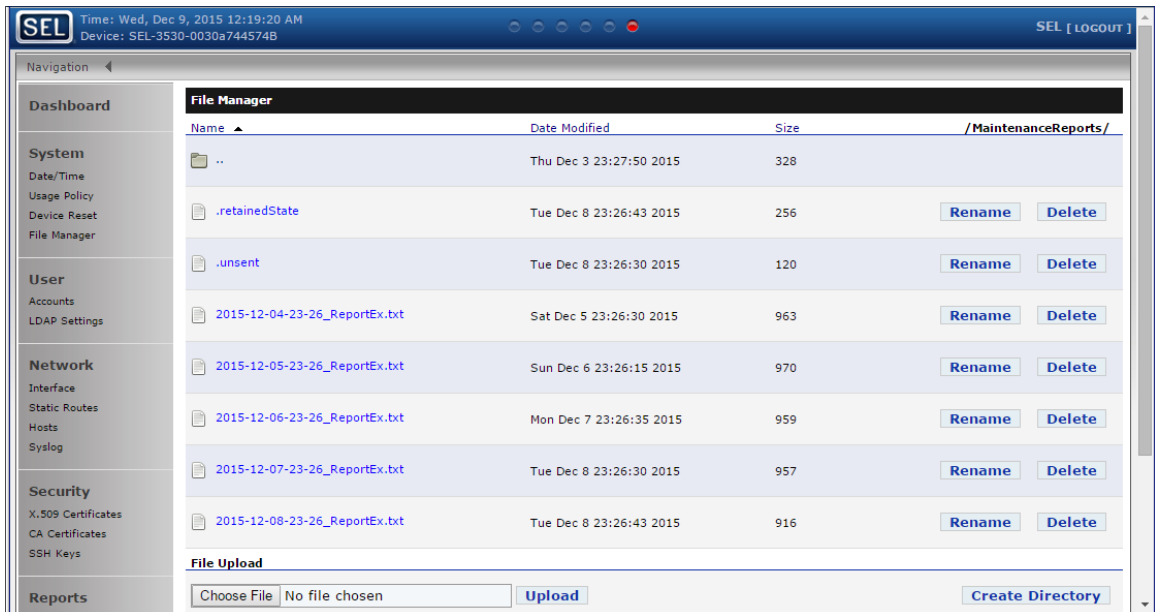 SEL
Time: Wed, Dec 9, 2015 12:19:20 AM
Device: SEL-3530-0030a744574B
SEL [ LOGOUT ]
Navigation
Dashboard
System
Date/Time
Usage Policy
Device Reset
File Manager
User
Accounts
LDAP Settings
Network
Interface
Static Routes
Hosts
Syslog
Security
X.509 Certificates
CA Certificates
SSH Keys
Reports
File Manager
Name Date Modified Size /MaintenanceReports/
.. Thu Dec 3 23:27:50 2015 328
.retainedState Tue Dec 8 23:26:43 2015 256 Rename Delete
.unsent Tue Dec 8 23:26:30 2015 120 Rename Delete
2015-12-04-23-26_ReportEx.txt Sat Dec 5 23:26:30 2015 963 Rename Delete
2015-12-05-23-26_ReportEx.txt Sun Dec 6 23:26:15 2015 970 Rename Delete
2015-12-06-23-26_ReportEx.txt Mon Dec 7 23:26:35 2015 959 Rename Delete
2015-12-07-23-26_ReportEx.txt Tue Dec 8 23:26:30 2015 957 Rename Delete
2015-12-08-23-26_ReportEx.txt Tue Dec 8 23:26:43 2015 916 Rename Delete
File Upload
Choose File No file chosen Upload Create Directory